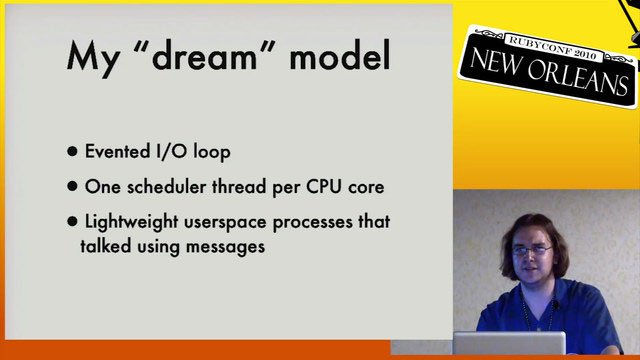 My “dream” model
RUBYCONF 2010
NEW ORLEANS
• Evented I/O loop
• One scheduler thread per CPU core
• Lightweight userspace processes that
talked using messages